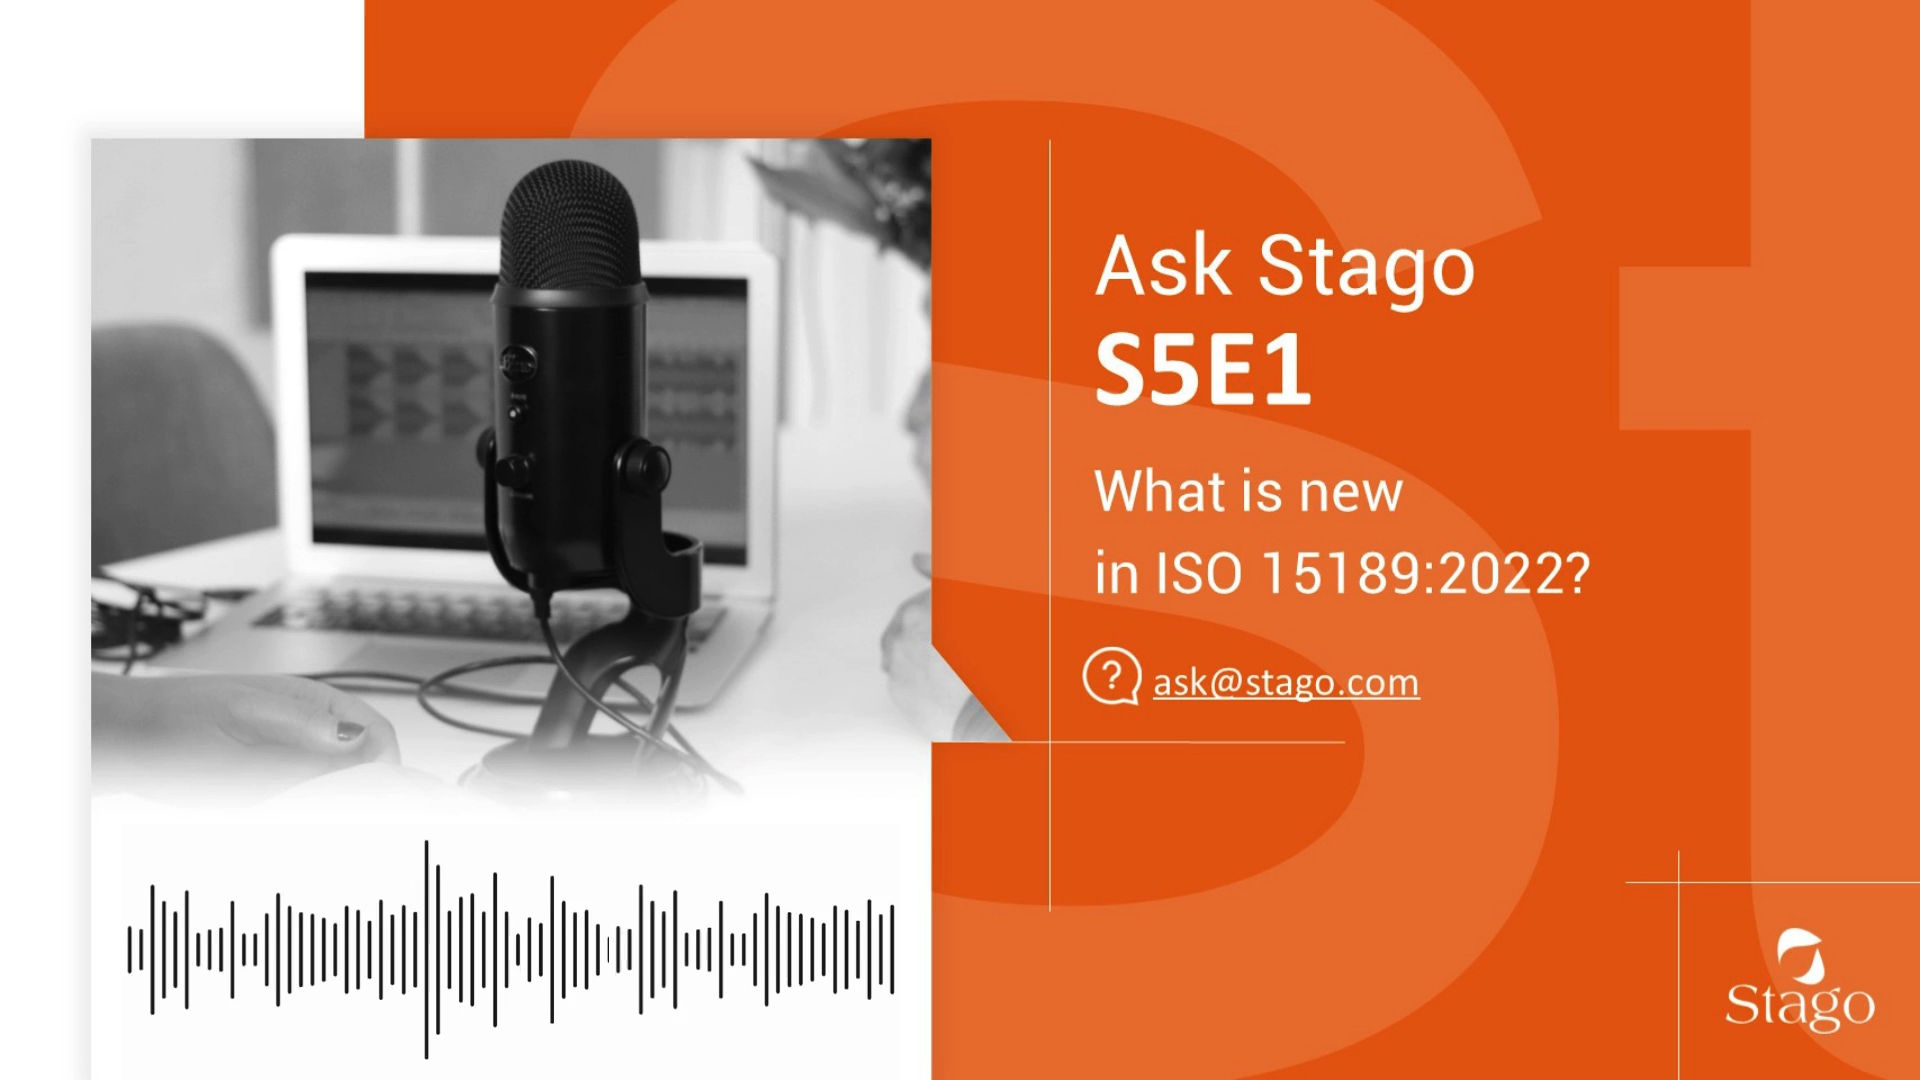 Ask Stago
S5E1
What is new
in ISO 15189:2022?
? ask@stago.com
Stago